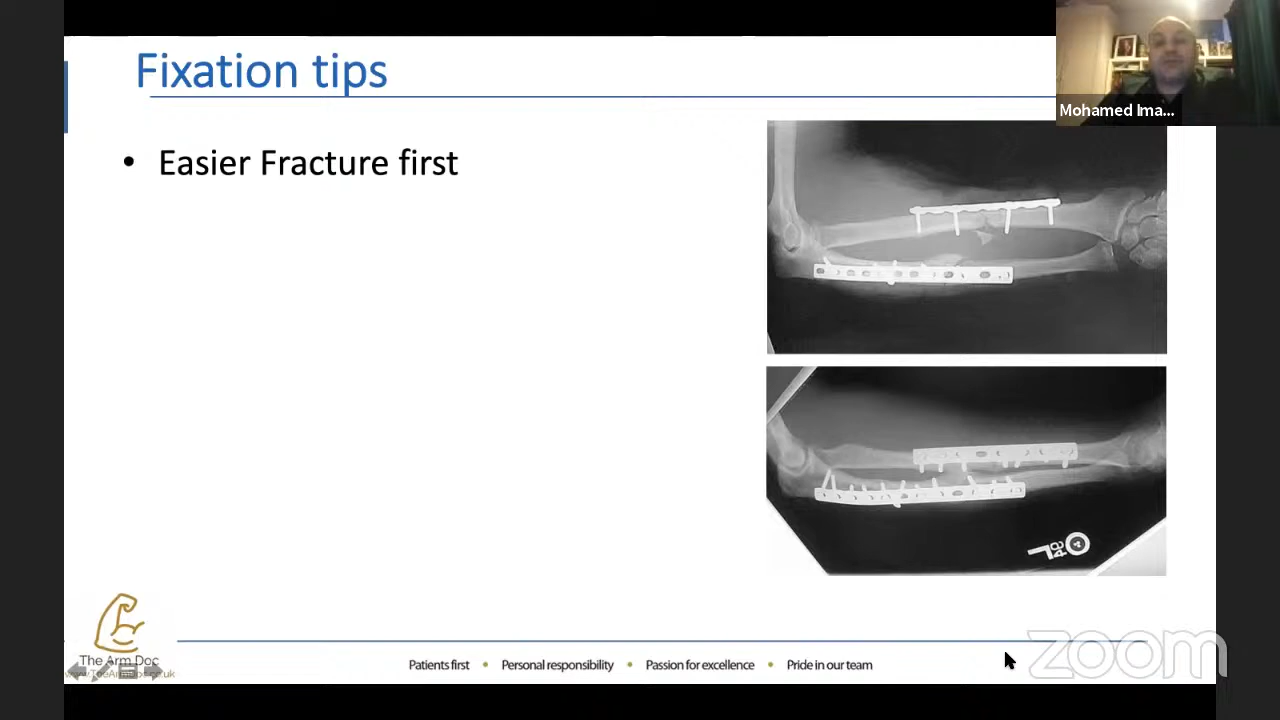 Fixation tips
Mohamed Ima...
• Easier Fracture first
The Arm Doc
Patients first • Personal responsibility • Passion for excellence • Pride in our team
zoom